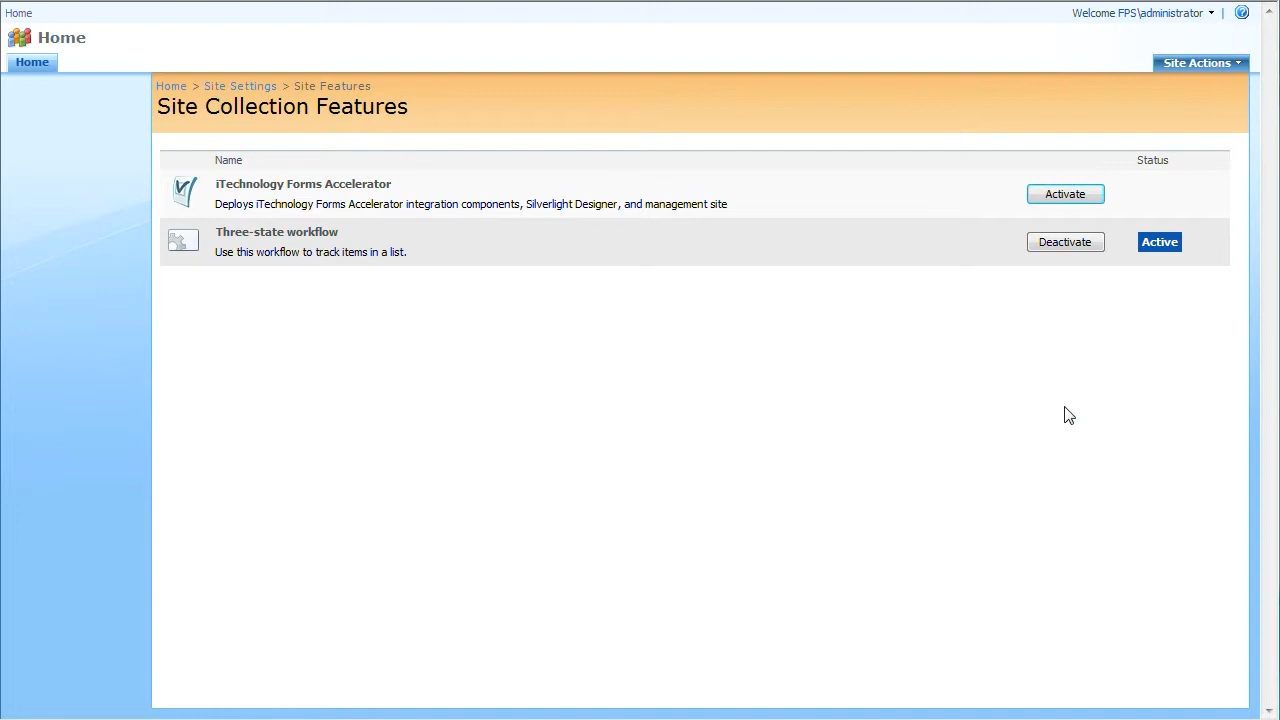 Home
Welcome FPS\administrator
Home
Home
Site Actions
Home > Site Settings > Site Features
Site Collection Features
Name Status
iTechnology Forms Accelerator
Deploys iTechnology Forms Accelerator integration components, Silverlight Designer, and management site
Activate
Three-state workflow
Use this workflow to track items in a list.
Deactivate Active